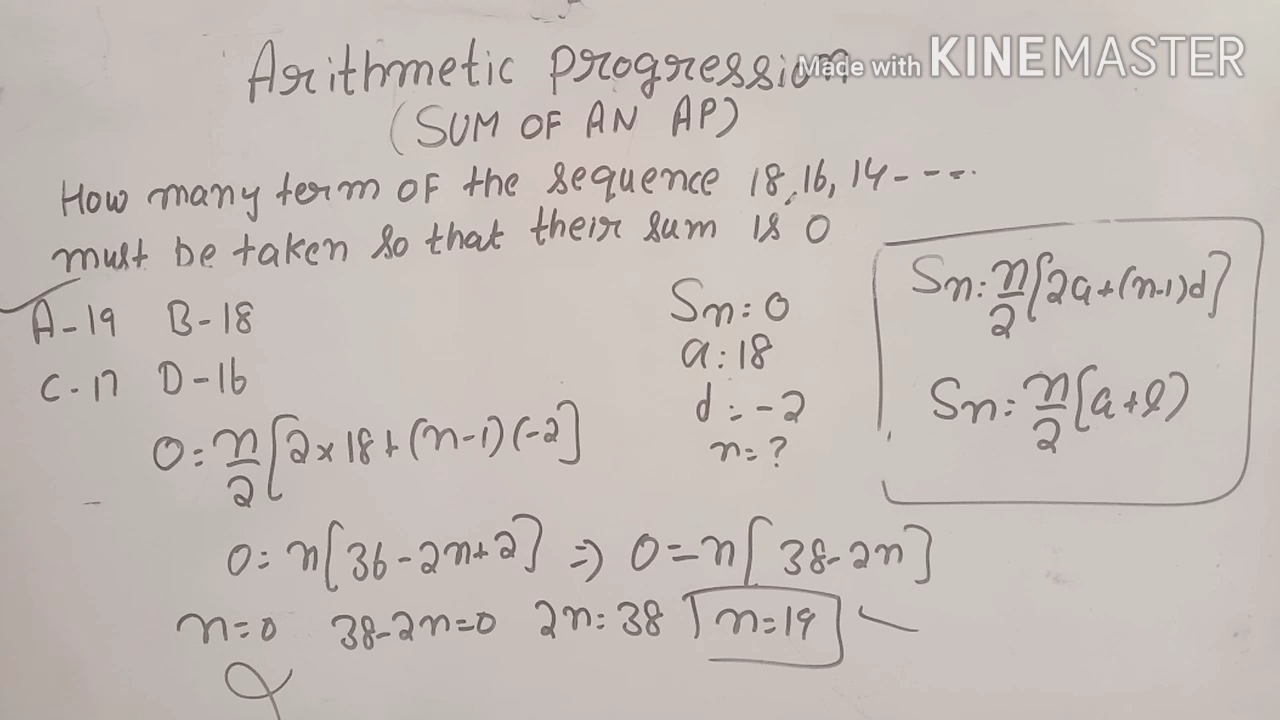 Arithmetic progression
Made with KINEMASTER
(SUM OF AN AP)
How many term of the sequence 18, 16, 14 - - - -
must be taken so that their sum is 0
A-19 B-18
C-17 D-16
Sn = 0
a = 18
d = -2
n = ?
Sn = n/2 [2a+(n-1)d]
Sn = n/2 [a+l)
0 = n/2 [2×18+(n-1)(-2]
0 = n[36-2n+2] => 0 = n[38-2n]
n=0 38-2n=0 2n=38 n=19